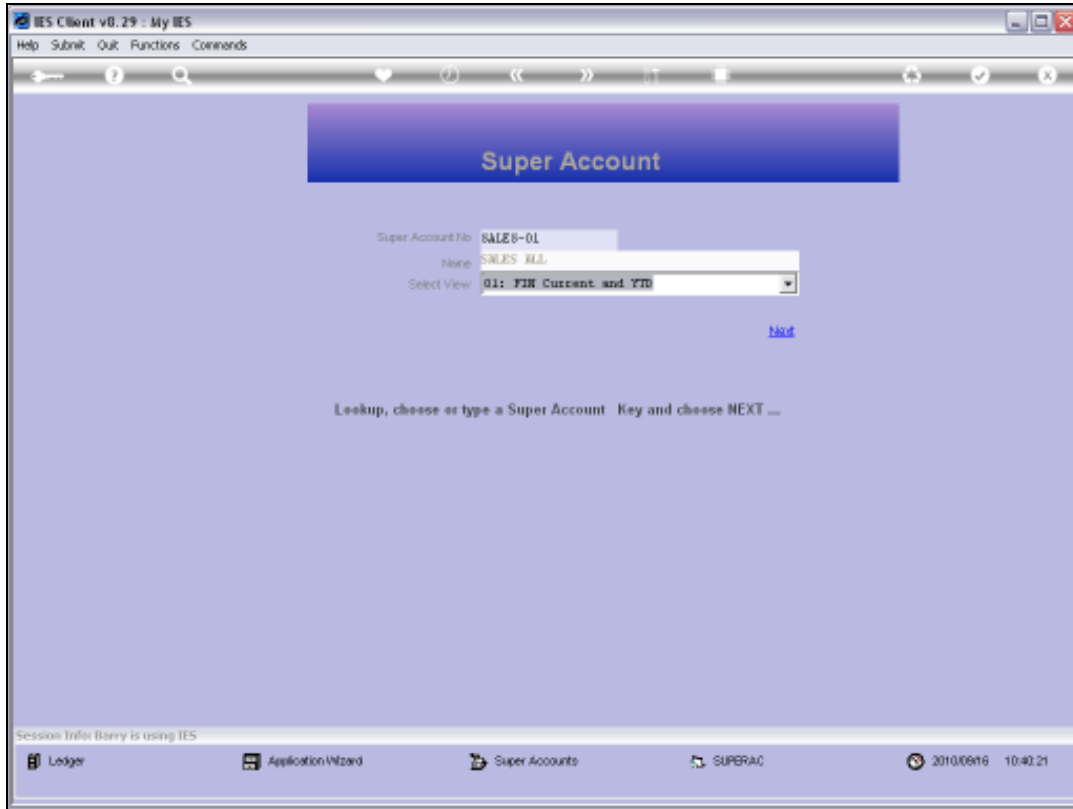 IES Client v8.29 : My IES
Help Submit Quit Functions Commands
Super Account
Super Account No SALES-01
Name SALES ALL
Select View 01: FIN Current and YTD
Next
Lookup, choose or type a Super Account Key and choose NEXT ...
Session Info: Barry is using IES
Ledger Application Wizard Super Accounts SUPERAC 2010/09/16 10:40:21